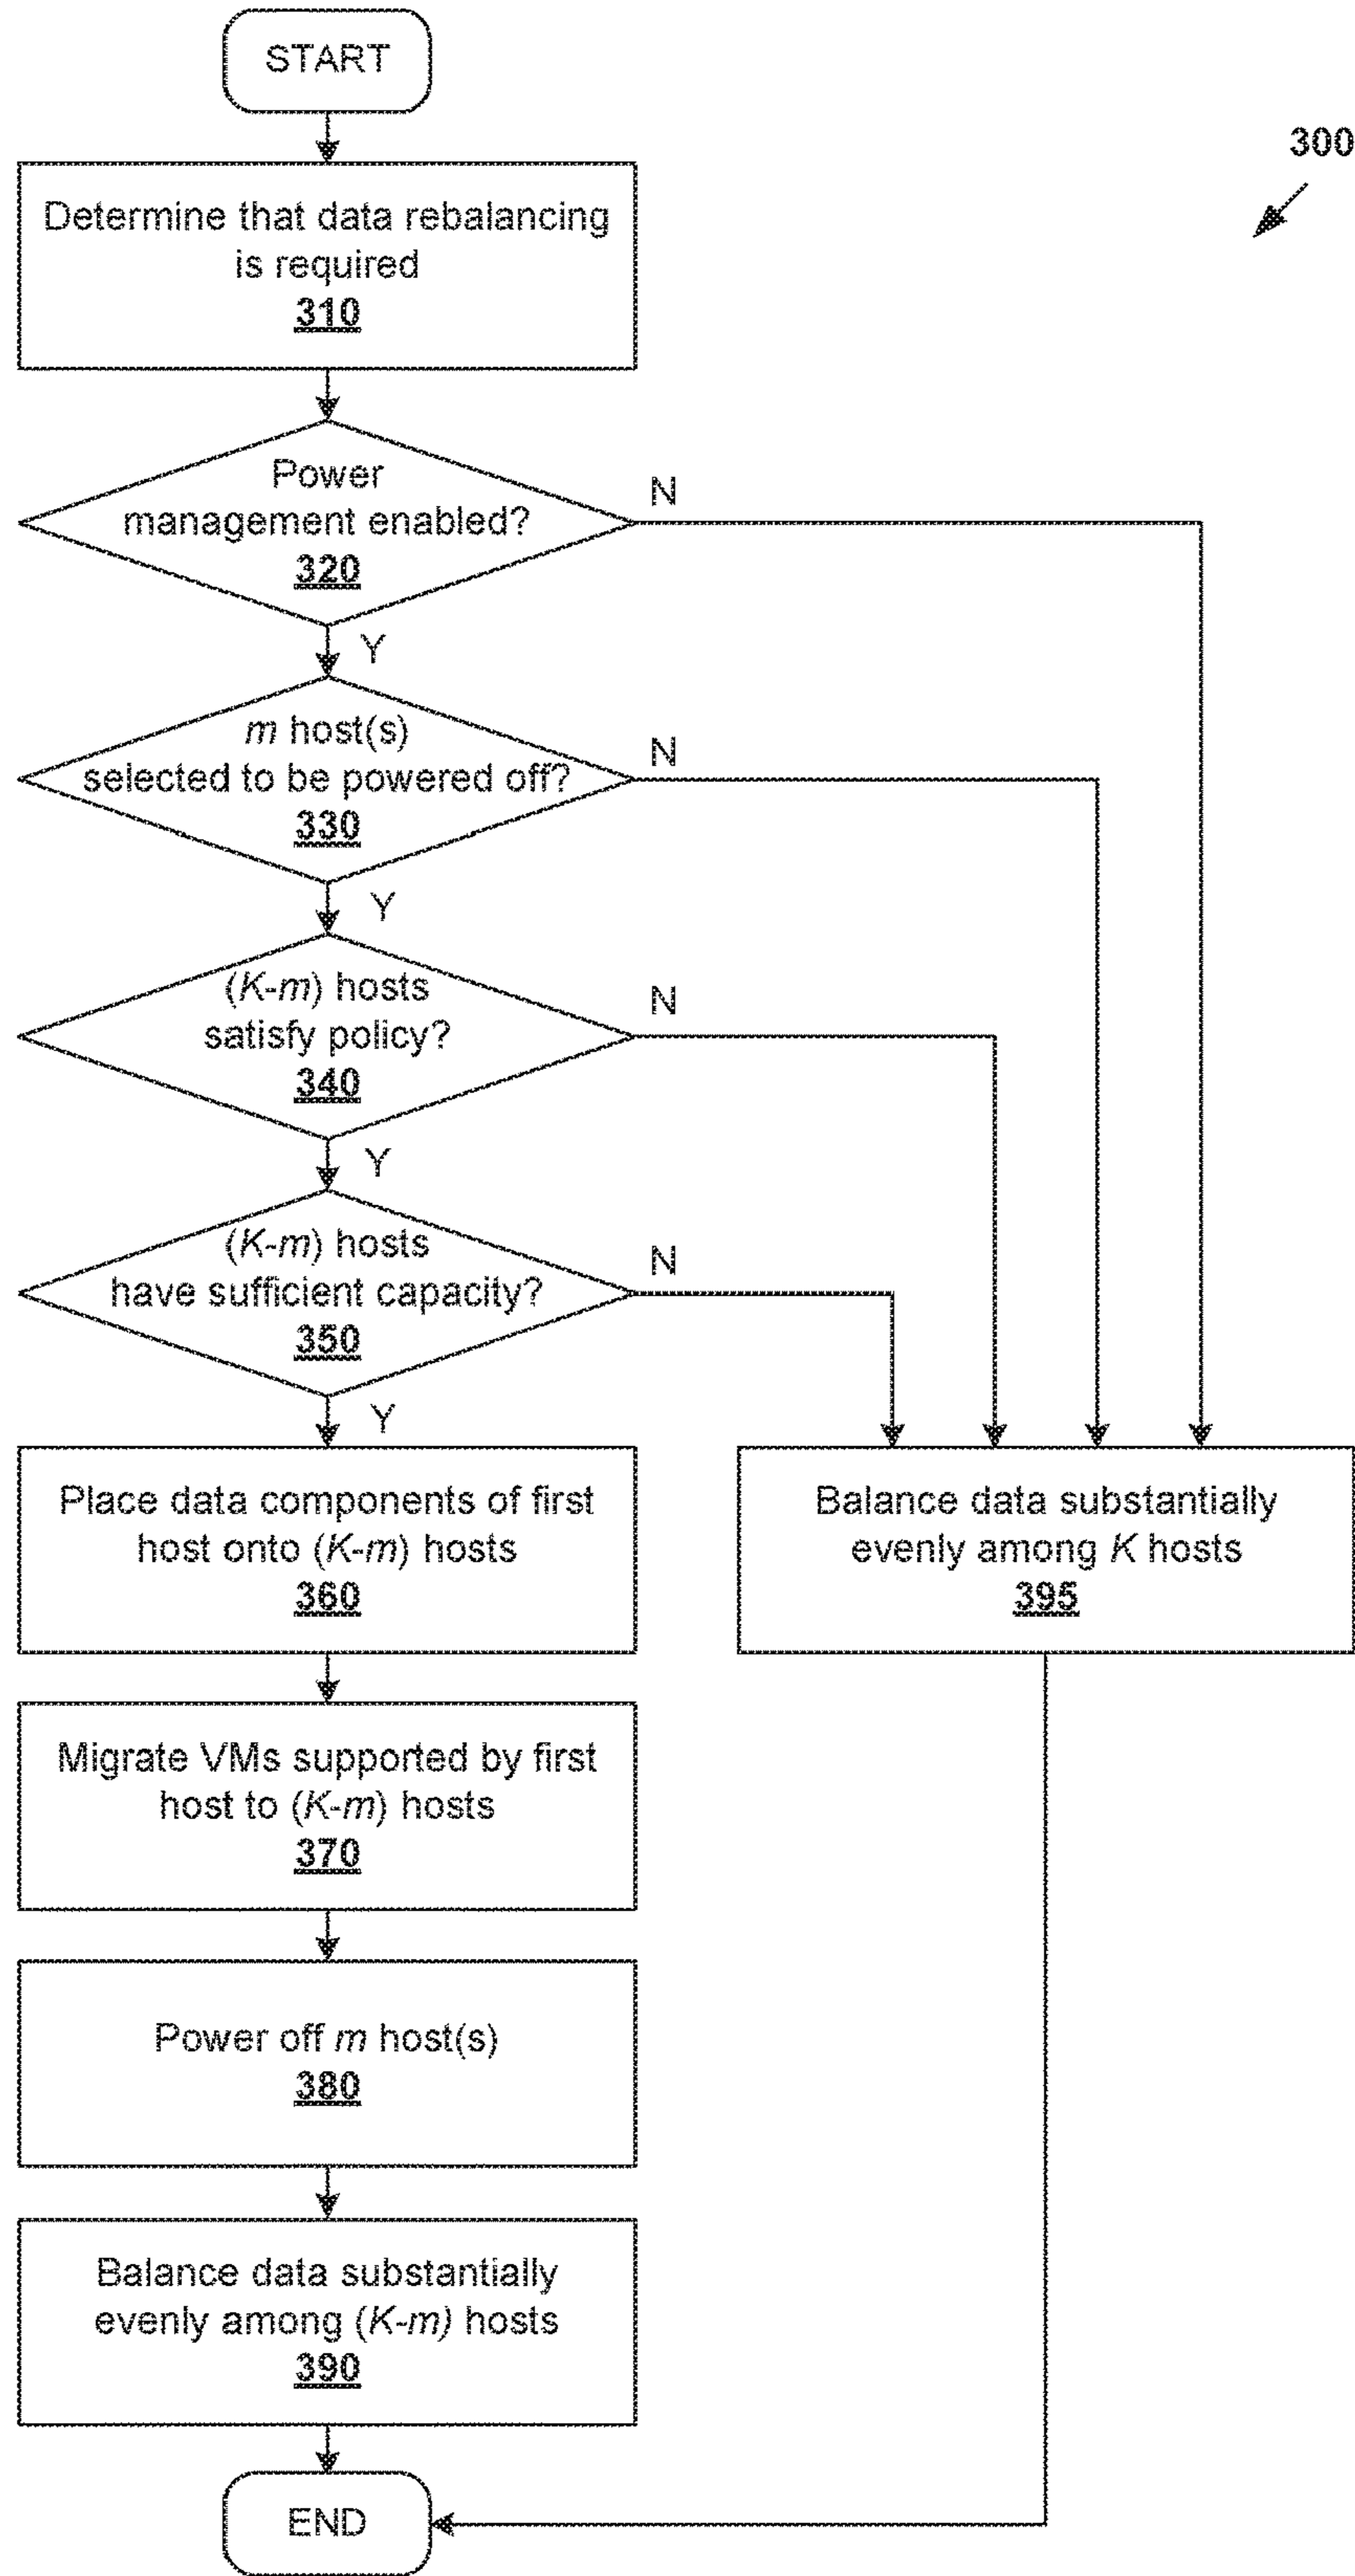 START
300
Determine that data rebalancing
is required
310
Power
management enabled?
320
N
Y
m host(s)
selected to be powered off?
330
N
Y
(K-m) hosts
satisfy policy?
340
N
Y
(K-m) hosts
have sufficient capacity?
350
N
Y
Place data components of first
host onto (K-m) hosts
360
Balance data substantially
evenly among K hosts
395
Migrate VMs supported by first
host to (K-m) hosts
370
Power off m host(s)
380
Balance data substantially
evenly among (K-m) hosts
390
END